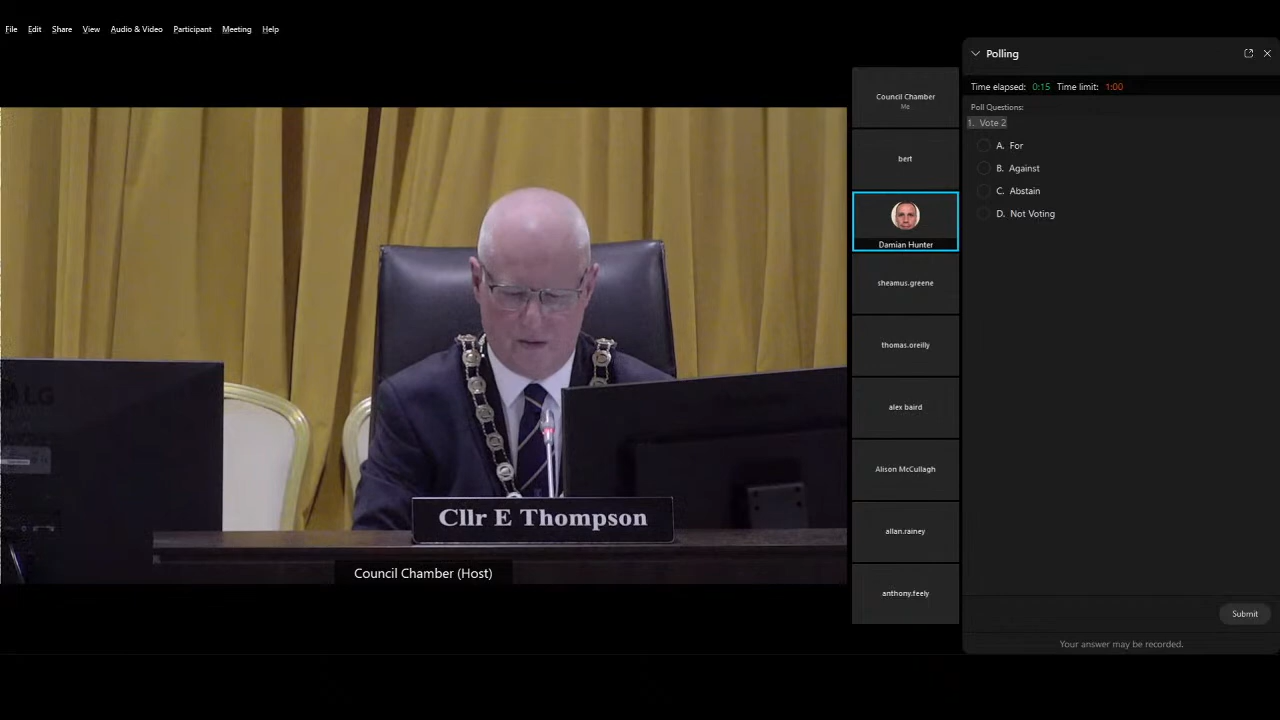 File Edit Share View Audio & Video Participant Meeting Help
Polling
Time elapsed: 0:15 Time limit: 1:00
Poll Questions:
1. Vote 2
A. For
B. Against
C. Abstain
D. Not Voting
Submit
Your answer may be recorded.
Council Chamber
Me
bert
Damian Hunter
sheamus.greene
thomas.oreilly
alex baird
Alison McCullagh
allan.rainey
anthony.feely
LG
Cllr E Thompson
Council Chamber (Host)